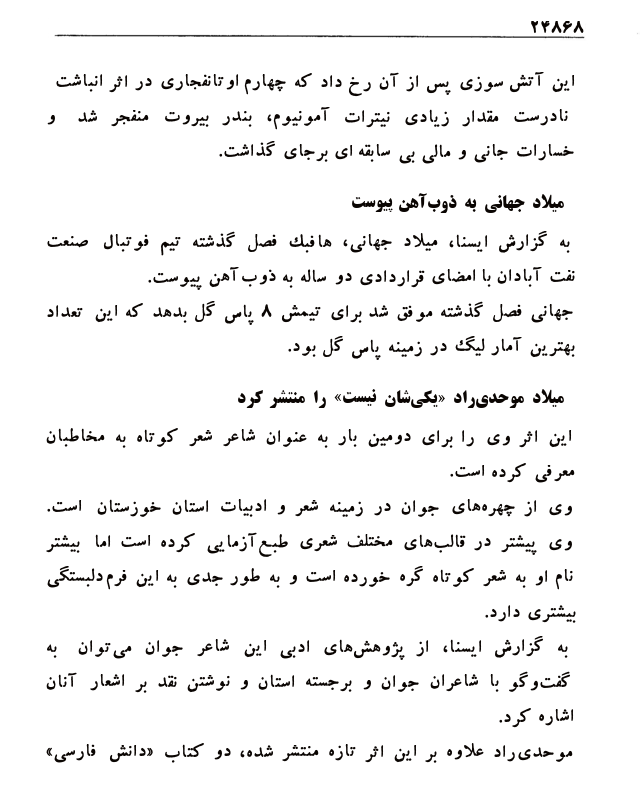 ۲۴۸۶۸
این آتش سوزی پس از آن رخ داد که چهارم اوتانفجاری در اثر انباشت
نادرست مقدار زیادی نیترات آمونیوم، بندر بیروت منفجر شد و
خسارات جانی و مالی بی سابقه ای برجای گذاشت.
میلاد جهانی به ذوب‌آهن پیوست
به گزارش ایسنا، میلاد جهانی، هافبک فصل گذشته تیم فوتبال صنعت
نفت آبادان با امضای قراردادی دو ساله به ذوب آهن پیوست.
جهانی فصل گذشته موفق شد برای تیمش ۸ پاس گل بدهد که این تعداد
بهترین آمار لیگ در زمینه پاس گل بود.
میلاد موحدی‌راد «یکی‌شان نیست» را منتشر کرد
این اثر وی را برای دومین بار به عنوان شاعر شعر کوتاه به مخاطبان
معرفی کرده است.
وی از چهره‌های جوان در زمینه شعر و ادبیات استان خوزستان است.
وی پیشتر در قالب‌های مختلف شعری طبع‌آزمایی کرده است اما بیشتر
نام او به شعر کوتاه گره خورده است و به طور جدی به این فرم‌دلبستگی
بیشتری دارد.
به گزارش ایسنا، از پژوهش‌های ادبی این شاعر جوان می‌توان به
گفت‌وگو با شاعران جوان و برجسته استان و نوشتن نقد بر اشعار آنان
اشاره کرد.
موحدی‌راد علاوه بر این اثر تازه منتشر شده، دو کتاب «دانش فارسی»